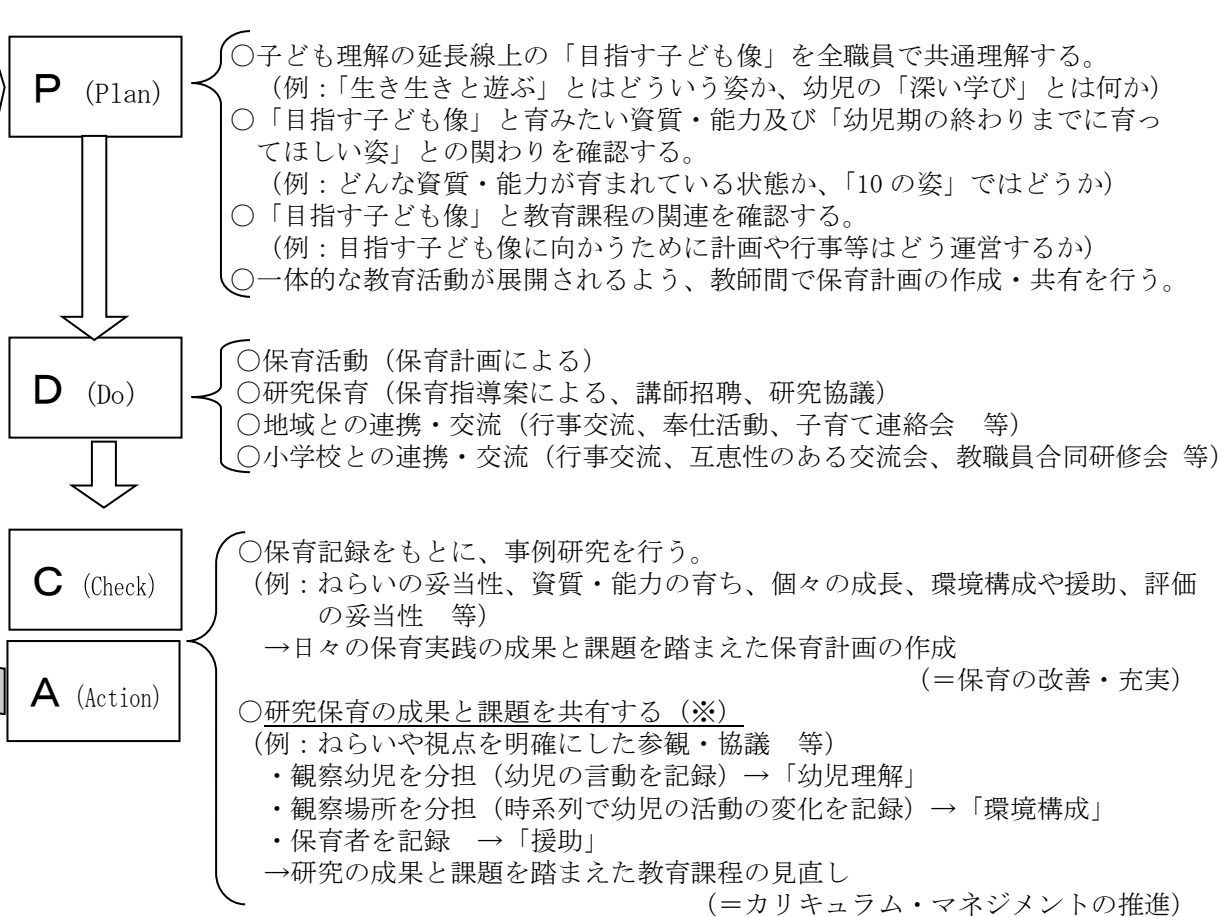 P (Plan)
○子ども理解の延長線上の「目指す子ども像」を全職員で共通理解する。
（例：「生き生きと遊ぶ」とはどういう姿か、幼児の「深い学び」とは何か）
○「目指す子ども像」と育みたい資質・能力及び「幼児期の終わりまでに育っ
てほしい姿」との関わりを確認する。
（例：どんな資質・能力が育まれている状態か、「10 の姿」ではどうか）
○「目指す子ども像」と教育課程の関連を確認する。
（例：目指す子ども像に向かうために計画や行事等はどう運営するか）
○一体的な教育活動が展開されるよう、教師間で保育計画の作成・共有を行う。
D (Do)
○保育活動（保育計画による）
○研究保育（保育指導案による、講師招聘、研究協議）
○地域との連携・交流（行事交流、奉仕活動、子育て連絡会　等）
○小学校との連携・交流（行事交流、互恵性のある交流会、教職員合同研修会 等）
C (Check)
○保育記録をもとに、事例研究を行う。
（例：ねらいの妥当性、資質・能力の育ち、個々の成長、環境構成や援助、評価
の妥当性　等）
→日々の保育実践の成果と課題を踏まえた保育計画の作成
（＝保育の改善・充実）
A (Action)
○研究保育の成果と課題を共有する（※）
（例：ねらいや視点を明確にした参観・協議　等）
・観察幼児を分担（幼児の言動を記録）→「幼児理解」
・観察場所を分担（時系列で幼児の活動の変化を記録）→「環境構成」
・保育者を記録　→「援助」
→研究の成果と課題を踏まえた教育課程の見直し
（＝カリキュラム・マネジメントの推進）